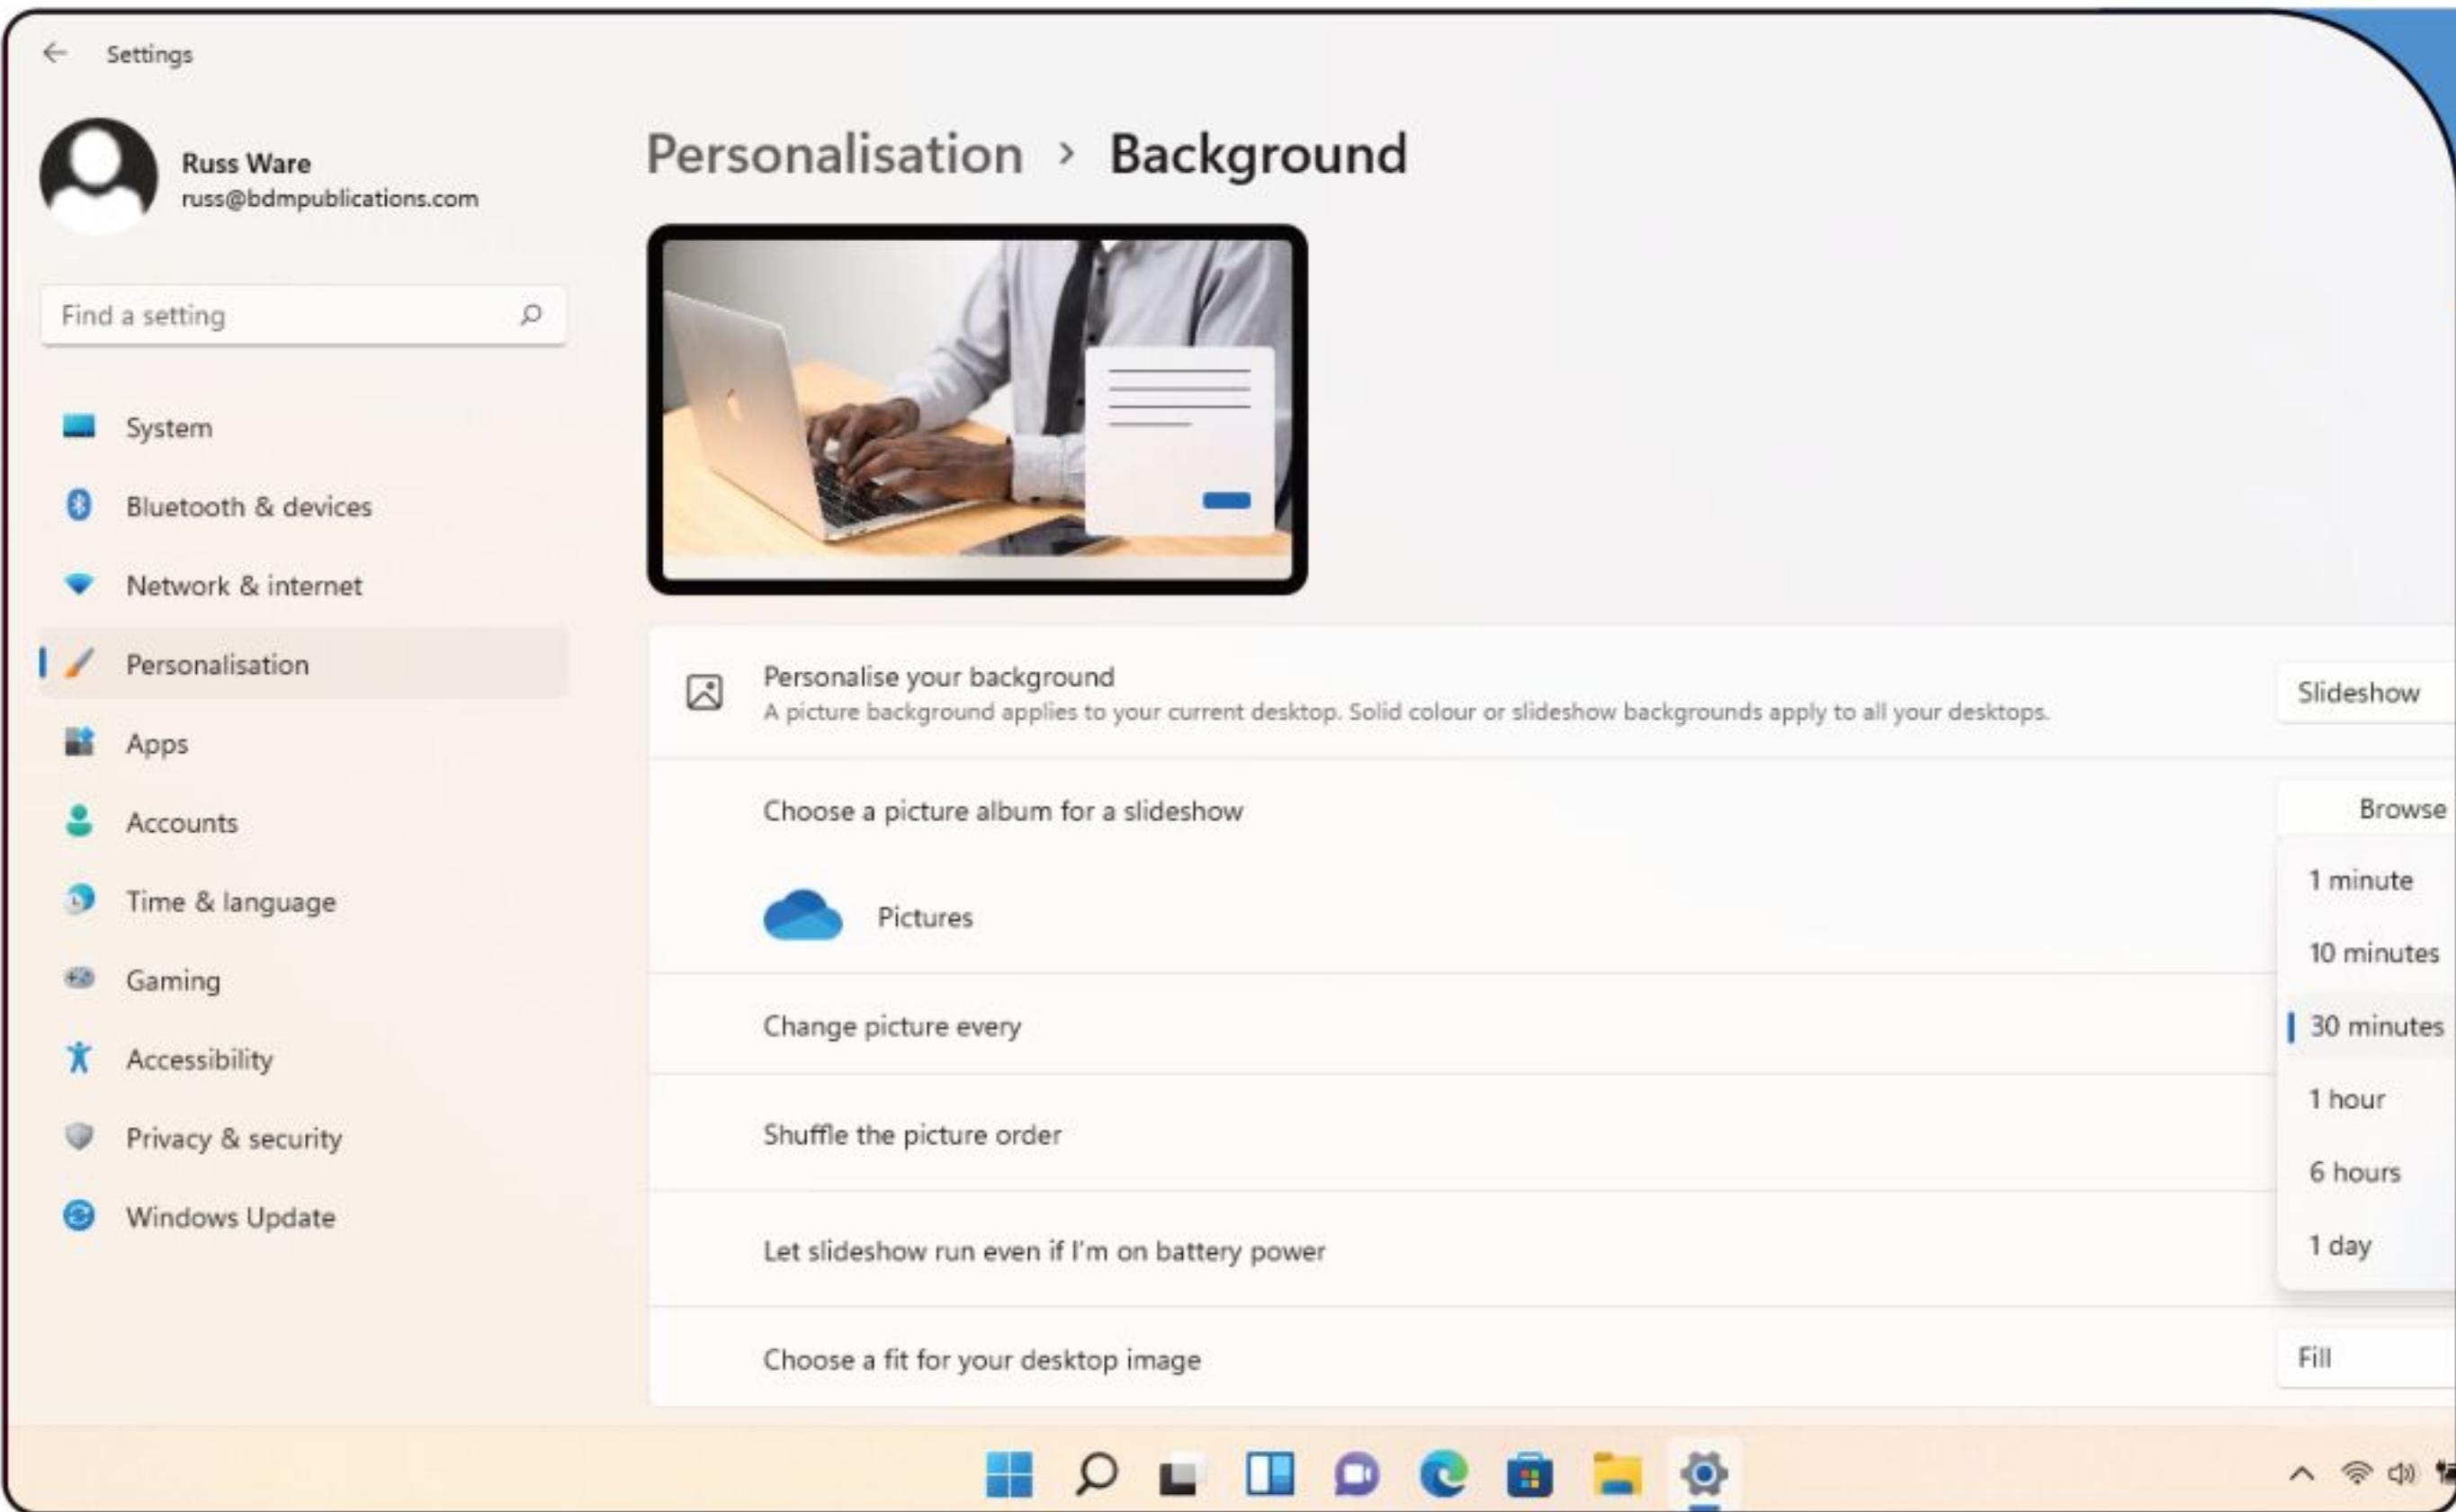 Settings
Russ Ware
russ@bdmpublications.com
Find a setting
System
Bluetooth & devices
Network & internet
Personalisation
Apps
Accounts
Time & language
Gaming
Accessibility
Privacy & security
Windows Update
Personalisation > Background
Personalise your background
A picture background applies to your current desktop. Solid colour or slideshow backgrounds apply to all your desktops.
Slideshow
Choose a picture album for a slideshow
Browse
Pictures
Change picture every
1 minute
10 minutes
30 minutes
1 hour
6 hours
1 day
Shuffle the picture order
Let slideshow run even if I'm on battery power
Choose a fit for your desktop image
Fill